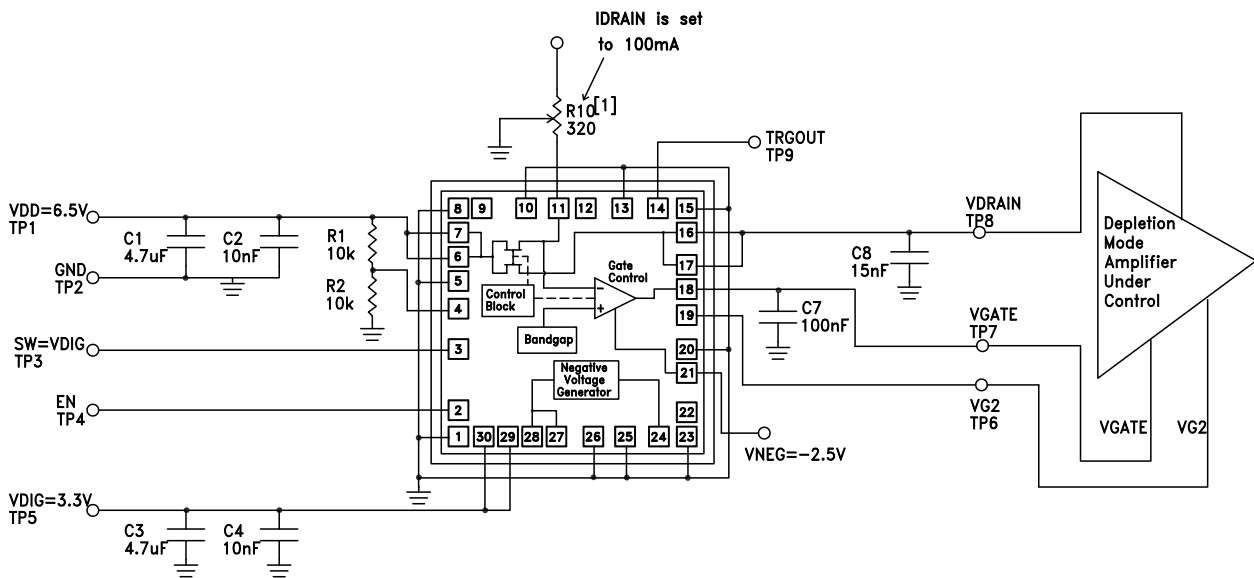 IDRAIN is set
to 100mA
R10[1]
320
TRGOUT
TP9
VDD=6.5V
TP1
C1
4.7uF
C2
10nF
R1
10k
GND
TP2
R2
10k
SW=VDIG
TP3
EN
TP4
VDIG=3.3V
TP5
C3
4.7uF
C4
10nF
8
9
10
11
12
13
14
15
7
16
6
17
5
18
4
19
3
20
21
2
22
1
30
29
28
27
26
25
24
23
Gate
Control
Control
Block
−
+
Bandgap
Negative
Voltage
Generator
VDRAIN
TP8
C8
15nF
C7
100nF
VGATE
TP7
VG2
TP6
VNEG=−2.5V
Depletion
Mode
Amplifier
Under
Control
VGATE
VG2